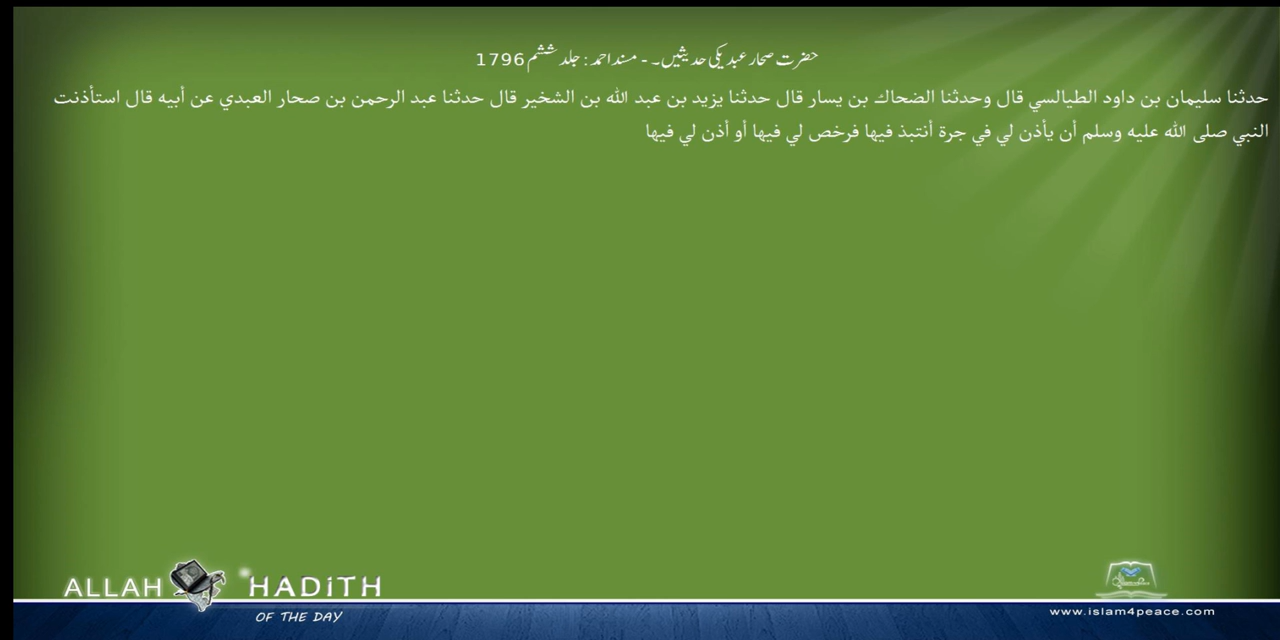 حضرت صحار عبدیکی حدیثیں۔۔ - مسند احمد : جلد ششم 1796
حدثنا سليمان بن داود الطيالسي قال وحدثنا الضحاك بن يسار قال حدثنا يزيد بن عبد الله بن الشخير قال حدثنا عبد الرحمن بن صحار العبدي عن أبيه قال استأذنت
النبي صلى الله عليه وسلم أن يأذن لي في جرة أنتبذ فيها فرخص لي فيها أو أذن لي فيها
ALLAH HADiTH
OF THE DAY
www.islam4peace.com